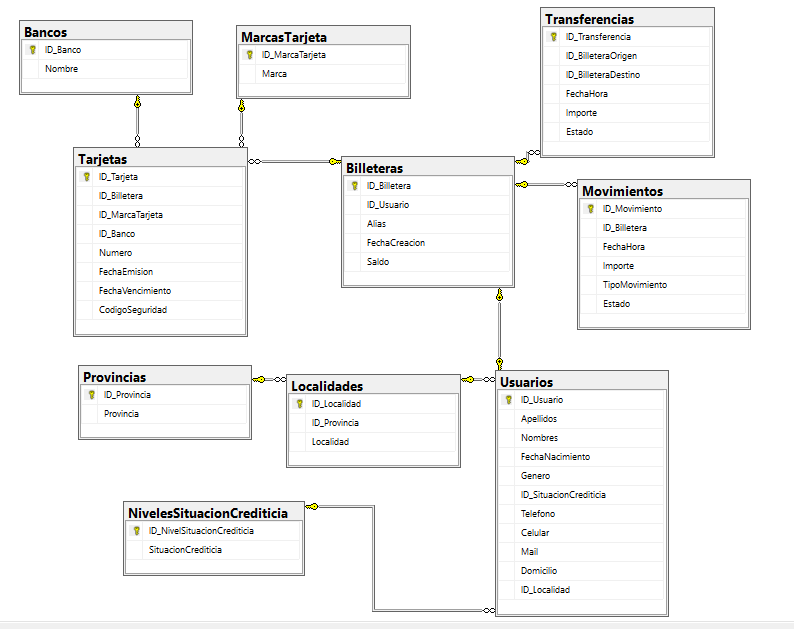 Bancos
ID_Banco
Nombre
MarcasTarjeta
ID_MarcaTarjeta
Marca
Transferencias
ID_Transferencia
ID_BilleteraOrigen
ID_BilleteraDestino
FechaHora
Importe
Estado
Tarjetas
ID_Tarjeta
ID_Billetera
ID_MarcaTarjeta
ID_Banco
Numero
FechaEmision
FechaVencimiento
CodigoSeguridad
Billeteras
ID_Billetera
ID_Usuario
Alias
FechaCreacion
Saldo
Movimientos
ID_Movimiento
ID_Billetera
FechaHora
Importe
TipoMovimiento
Estado
Provincias
ID_Provincia
Provincia
Localidades
ID_Localidad
ID_Provincia
Localidad
Usuarios
ID_Usuario
Apellidos
Nombres
FechaNacimiento
Genero
ID_SituacionCrediticia
Telefono
Celular
Mail
Domicilio
ID_Localidad
NivelesSituacionCrediticia
ID_NivelSituacionCrediticia
SituacionCrediticia